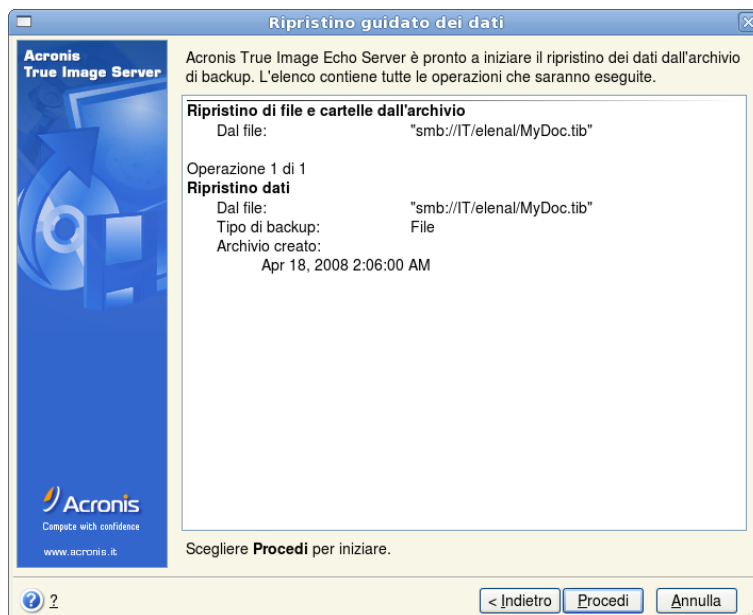 Ripristino guidato dei dati
Acronis
True Image Server
Acronis True Image Echo Server è pronto a iniziare il ripristino dei dati dall'archivio
di backup. L'elenco contiene tutte le operazioni che saranno eseguite.
Ripristino di file e cartelle dall'archivio
Dal file: "smb://IT/elenal/MyDoc.tib"
Operazione 1 di 1
Ripristino dati
Dal file: "smb://IT/elenal/MyDoc.tib"
Tipo di backup: File
Archivio creato:
Apr 18, 2008 2:06:00 AM
Acronis
Compute with confidence
www.acronis.it
Scegliere Procedi per iniziare.
? ?
< Indietro Procedi Annulla